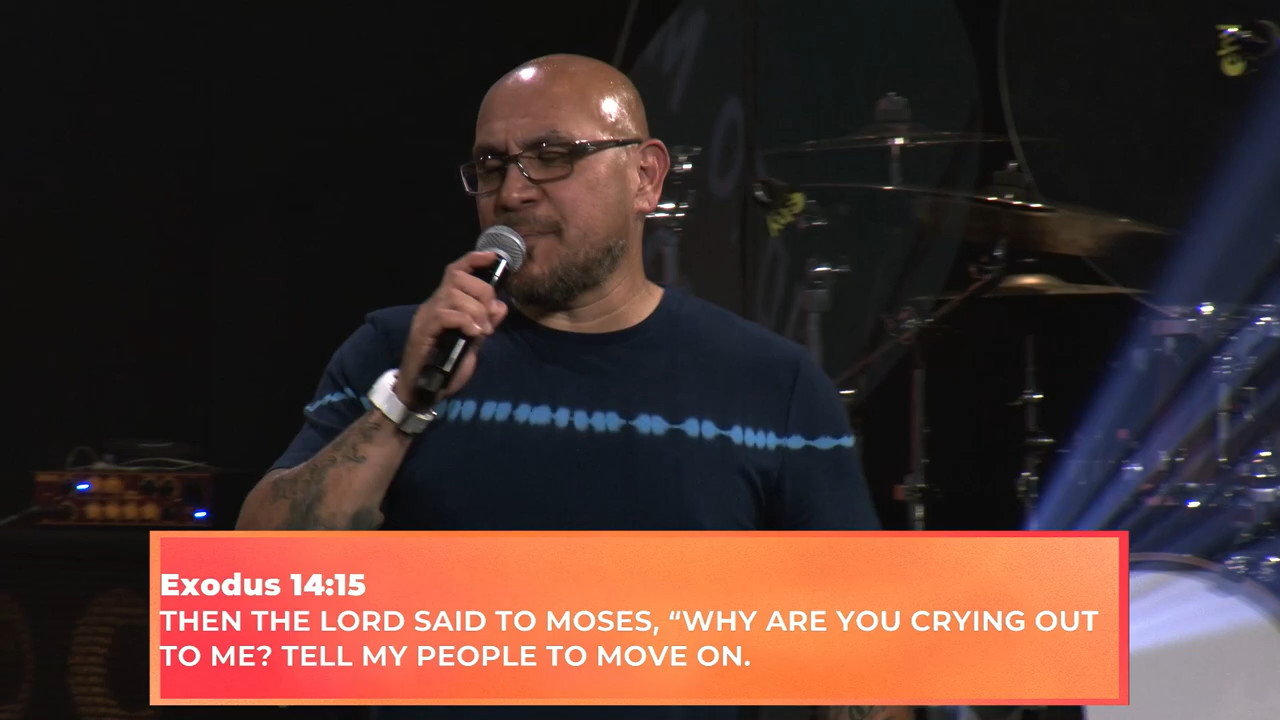 Exodus 14:15
THEN THE LORD SAID TO MOSES, “WHY ARE YOU CRYING OUT
TO ME? TELL MY PEOPLE TO MOVE ON.